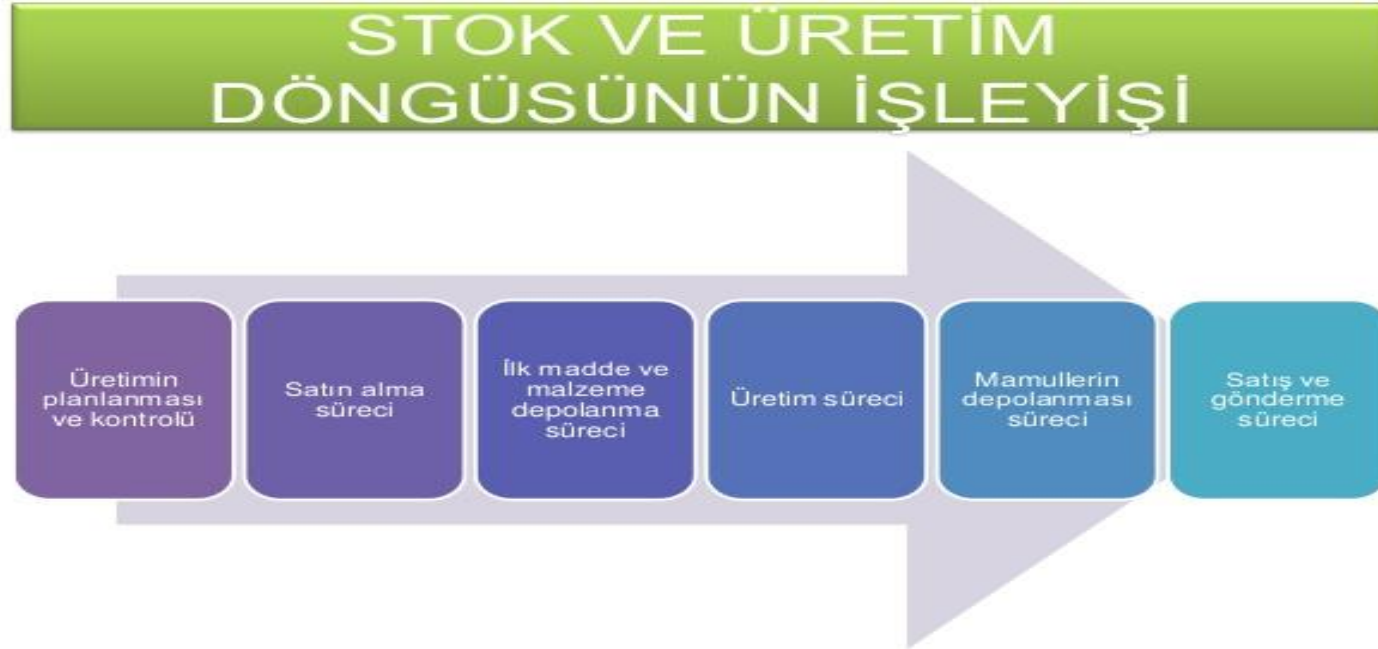 STOK VE ÜRETİM
DÖNGÜSÜNÜN İŞLEYİŞİ
Üretimin
planlanması
ve kontrolü
Satın alma
süreci
İlk madde ve
malzeme
depolanma
süreci
Üretim süreci
Mamullerin
depolanması
süreci
Satış ve
gönderme
süreci